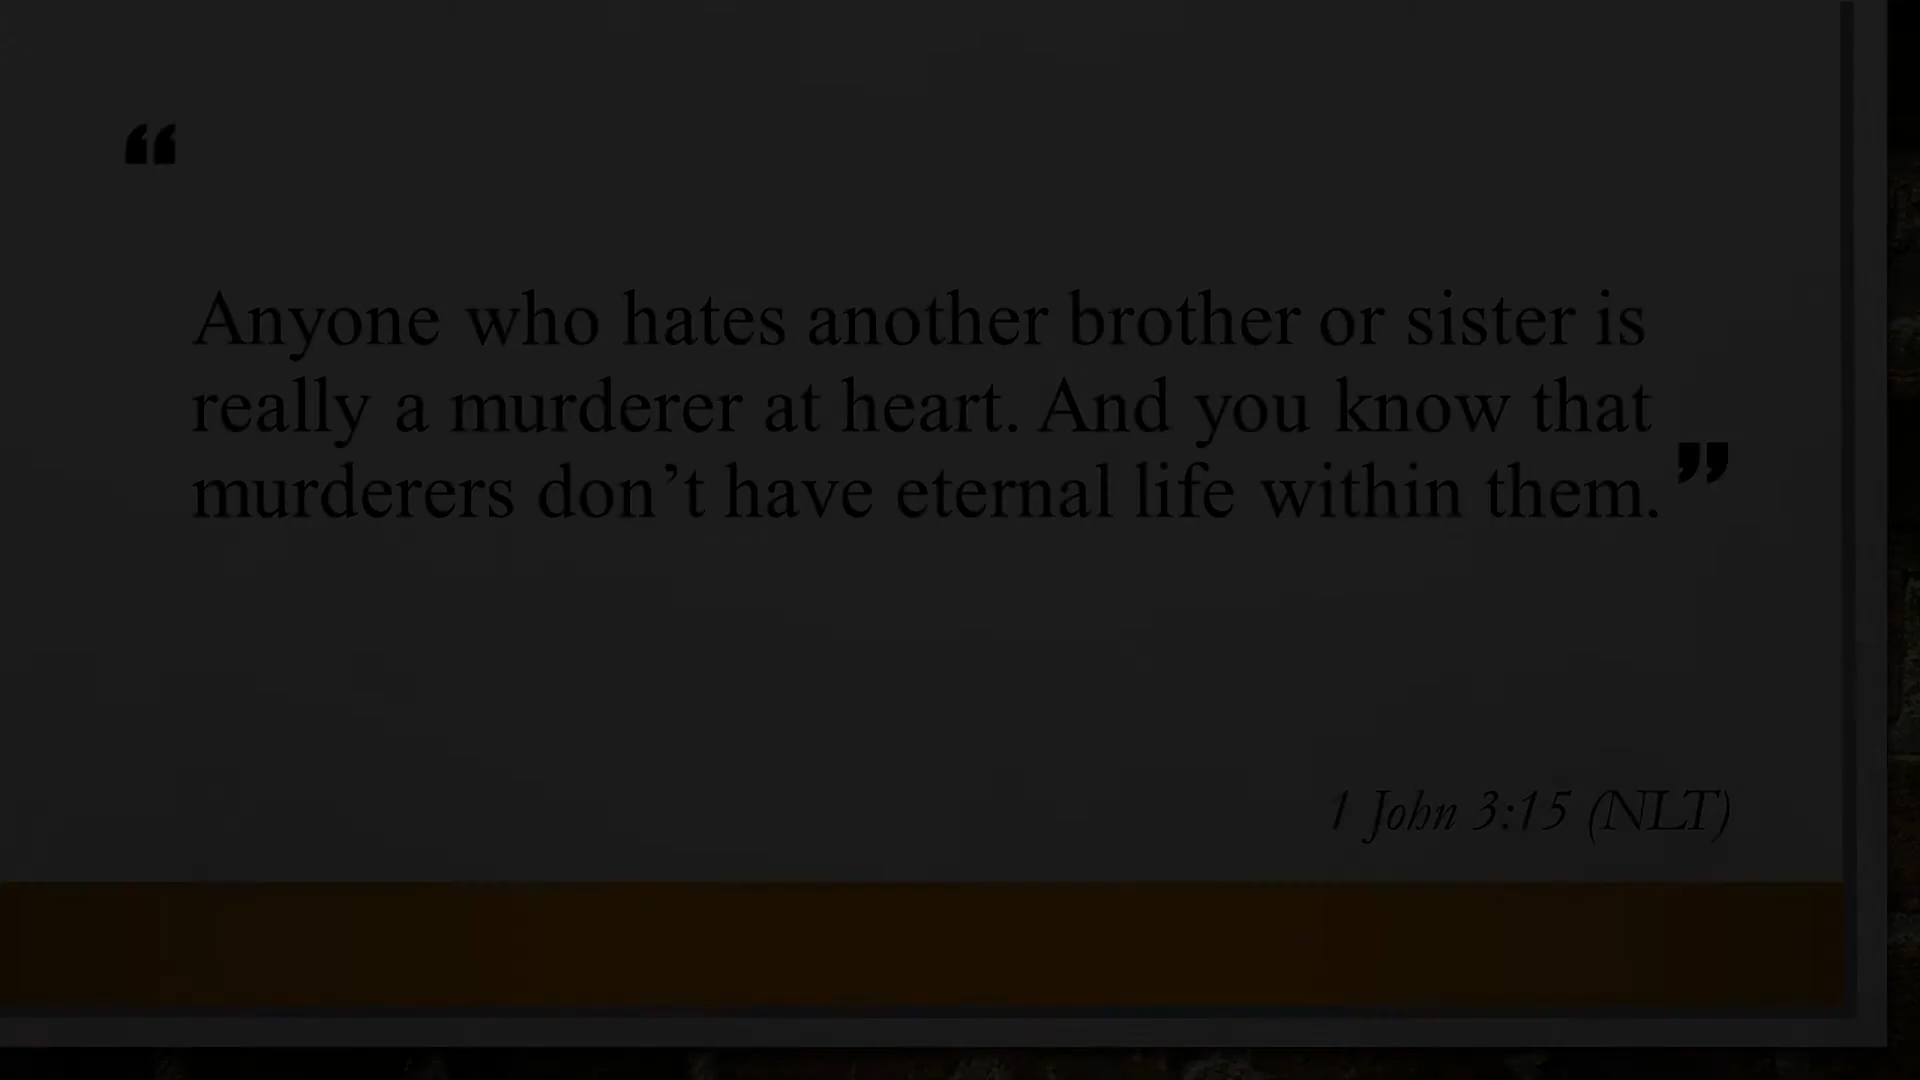 “
Anyone who hates another brother or sister is
really a murderer at heart. And you know that
murderers don’t have eternal life within them. ”
1 John 3:15 (NLT)